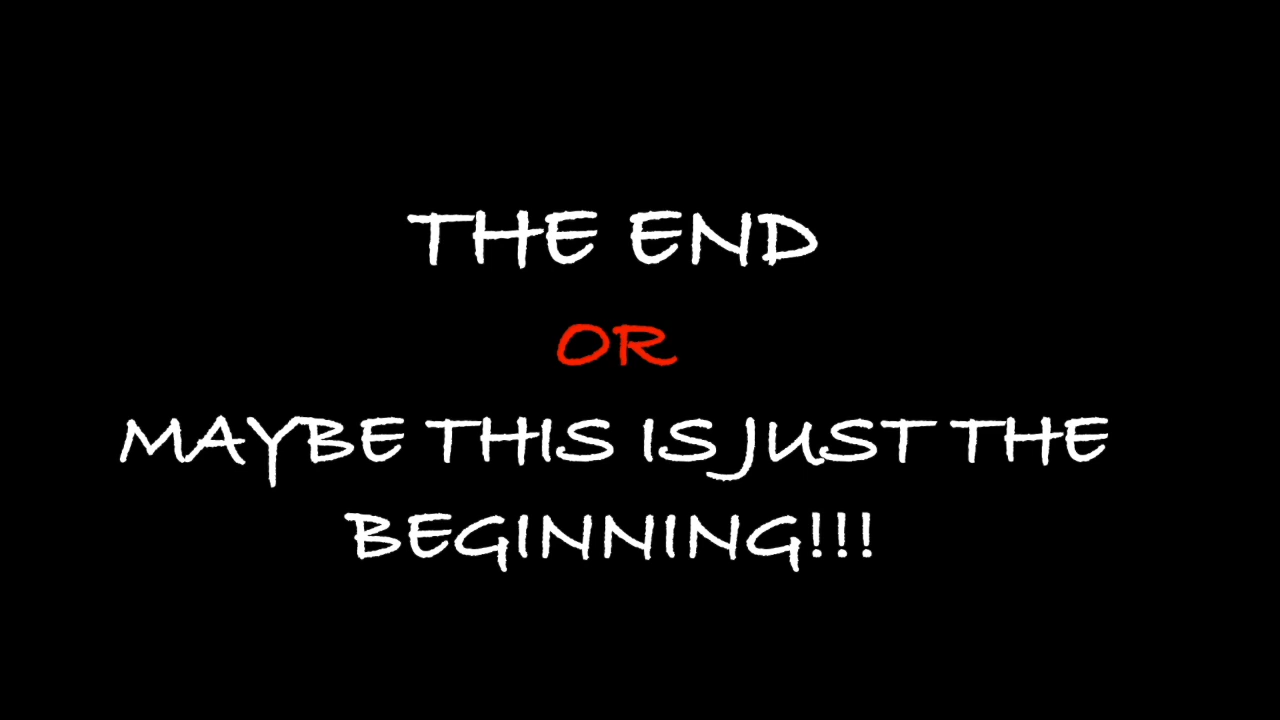 THE END
OR
MAYBE THIS IS JUST THE
BEGINNING!!!